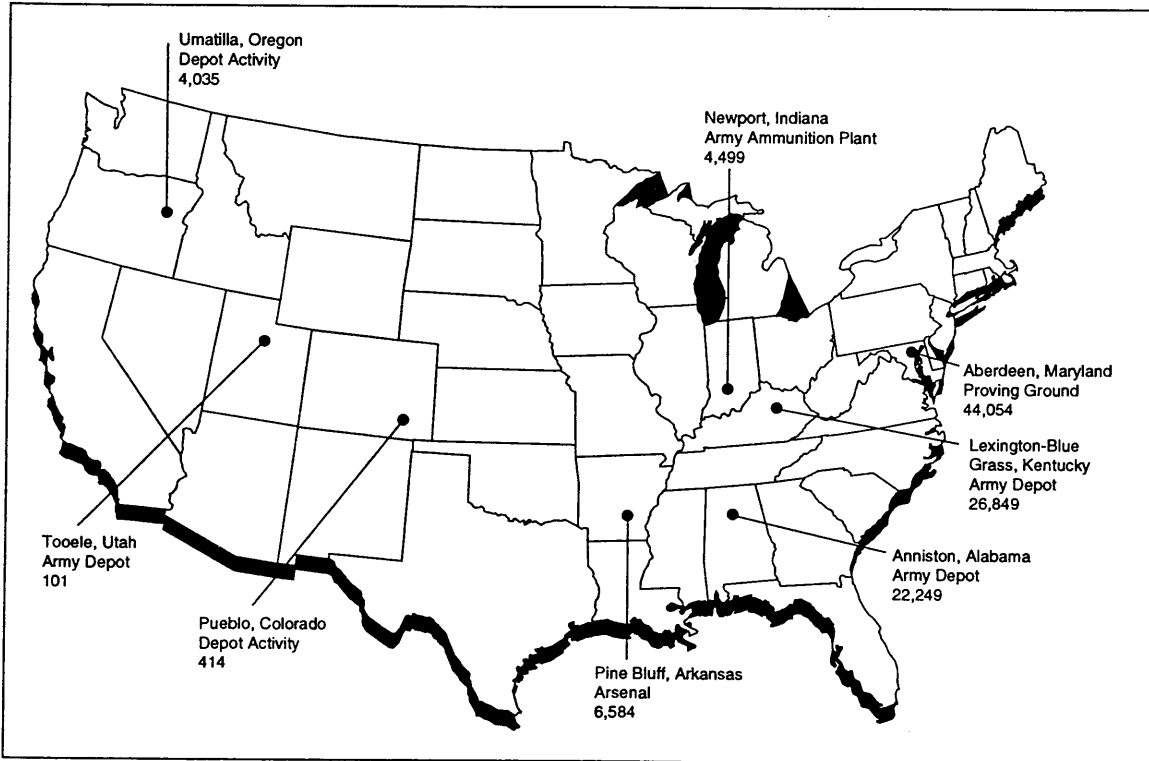 Umatilla, Oregon
Depot Activity
4,035
Newport, Indiana
Army Ammunition Plant
4,499
Aberdeen, Maryland
Proving Ground
44,054
Lexington-Blue
Grass, Kentucky
Army Depot
26,849
Tooele, Utah
Army Depot
101
Anniston, Alabama
Army Depot
22,249
Pueblo, Colorado
Depot Activity
414
Pine Bluff, Arkansas
Arsenal
6,584